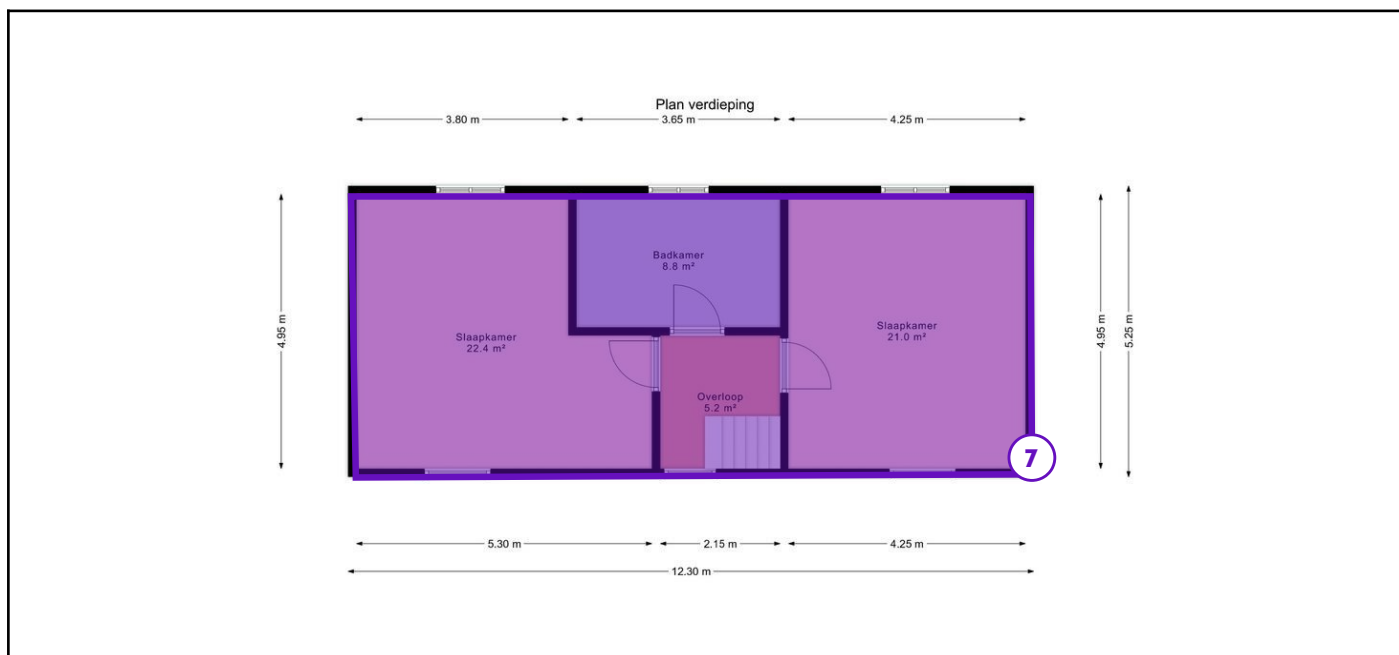 Plan verdieping
3.80 m
3.65 m
4.25 m
4.95 m
Slaapkamer
22.4 m²
Badkamer
8.8 m²
Overloop
5.2 m²
Slaapkamer
21.0 m²
4.95 m
5.25 m
7
5.30 m
2.15 m
4.25 m
12.30 m